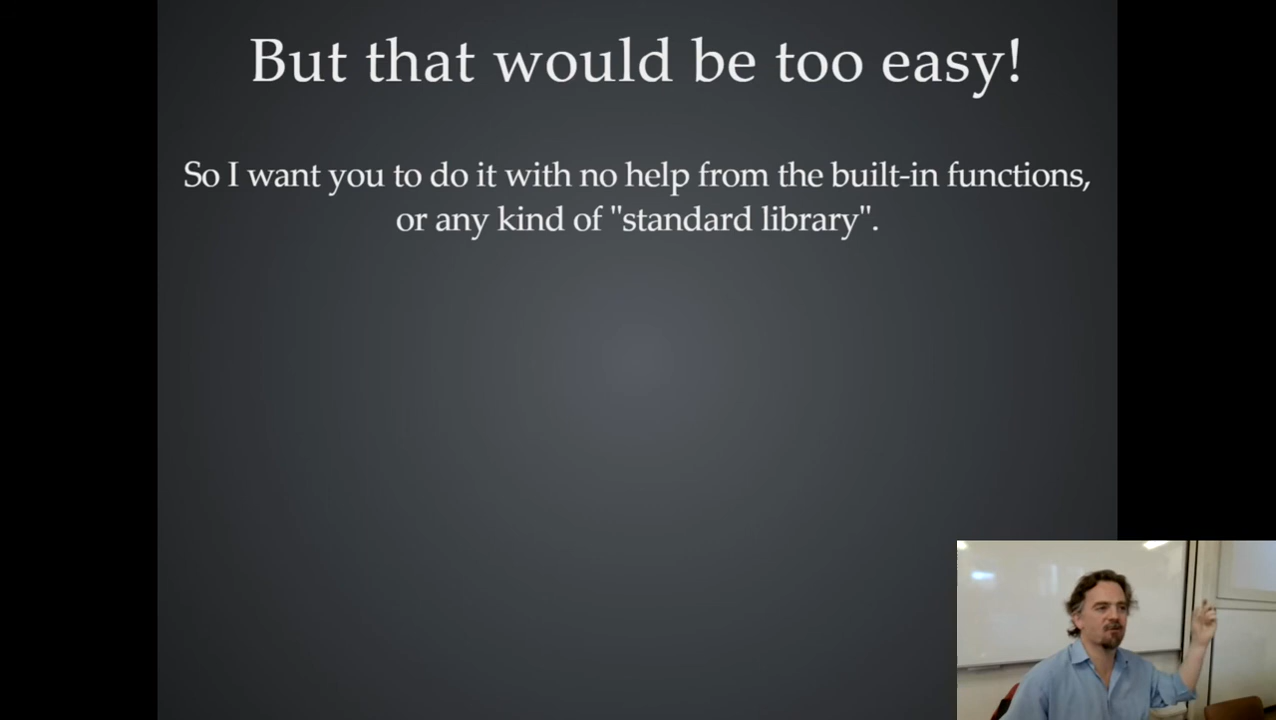 But that would be too easy!
So I want you to do it with no help from the built-in functions,
or any kind of "standard library".